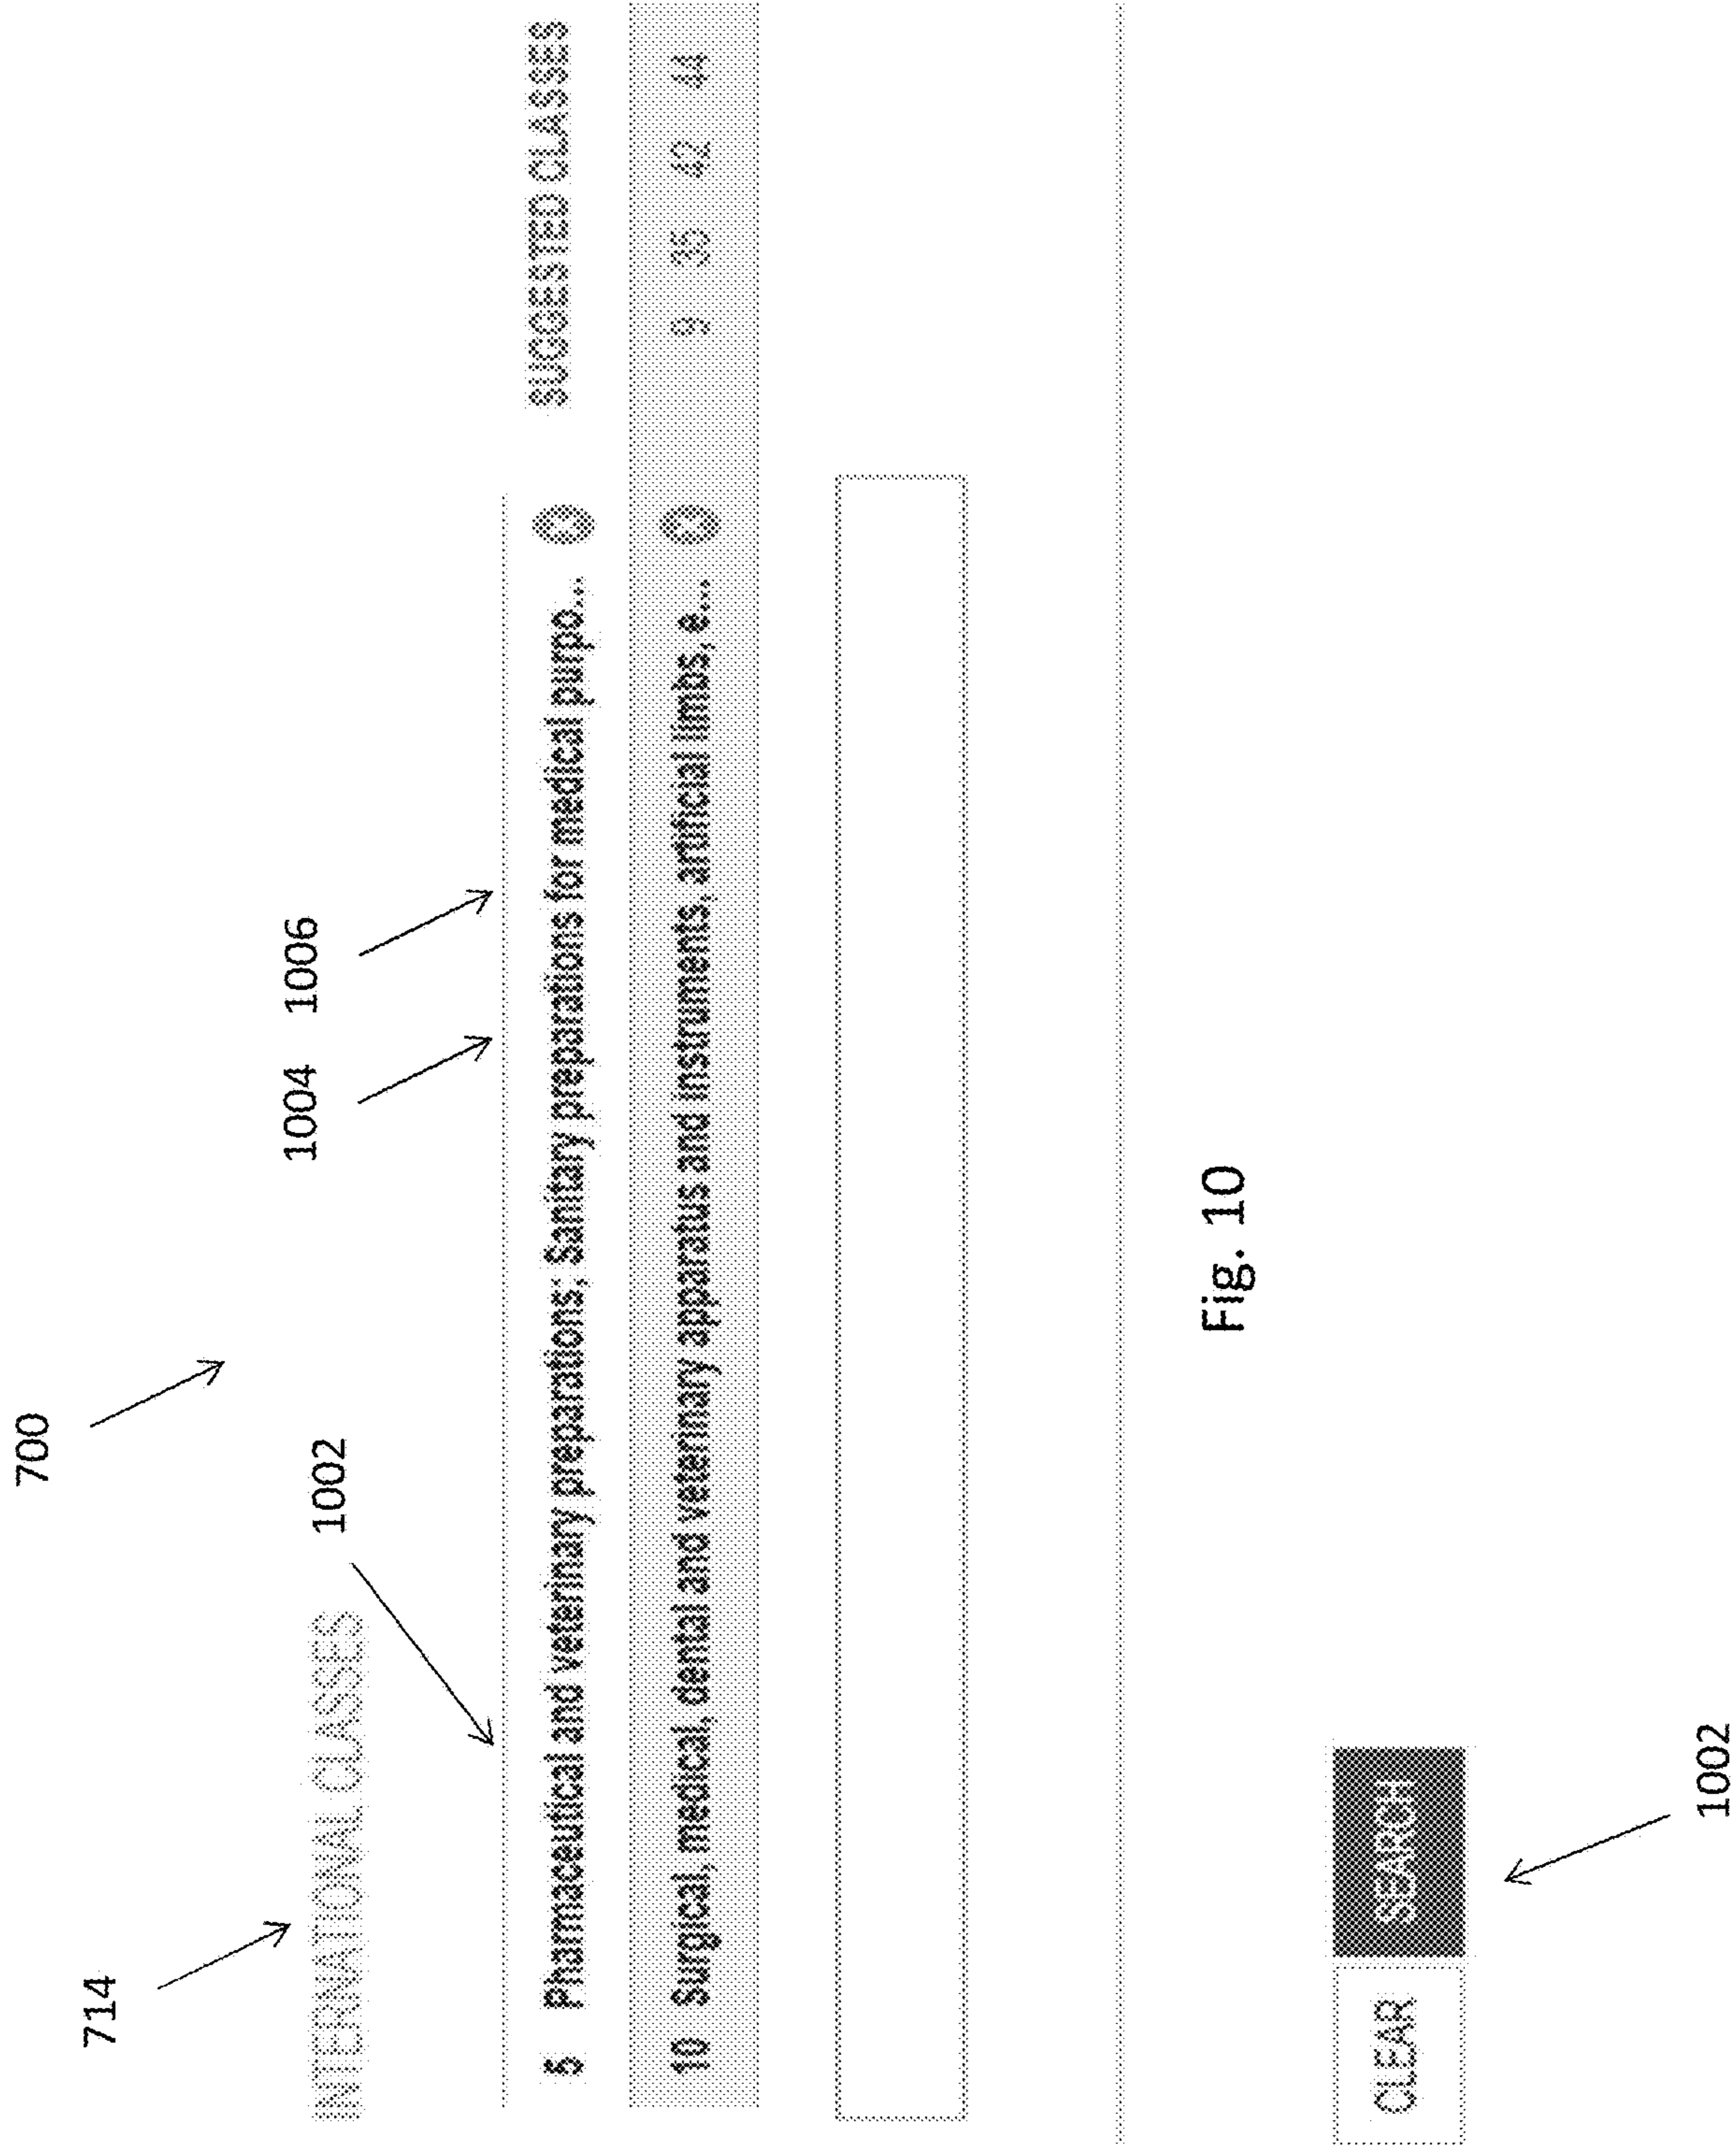 700
714
1002
1004 1006
INTERNATIONAL CLASSES
5 Pharmaceutical and veterinary preparations; Sanitary preparations for medical purpo...
SUGGESTED CLASSES
10 Surgical, medical, dental and veterinary apparatus and instruments, artificial limbs, e...
9 35 42 44
Fig. 10
CLEAR SEARCH
1002